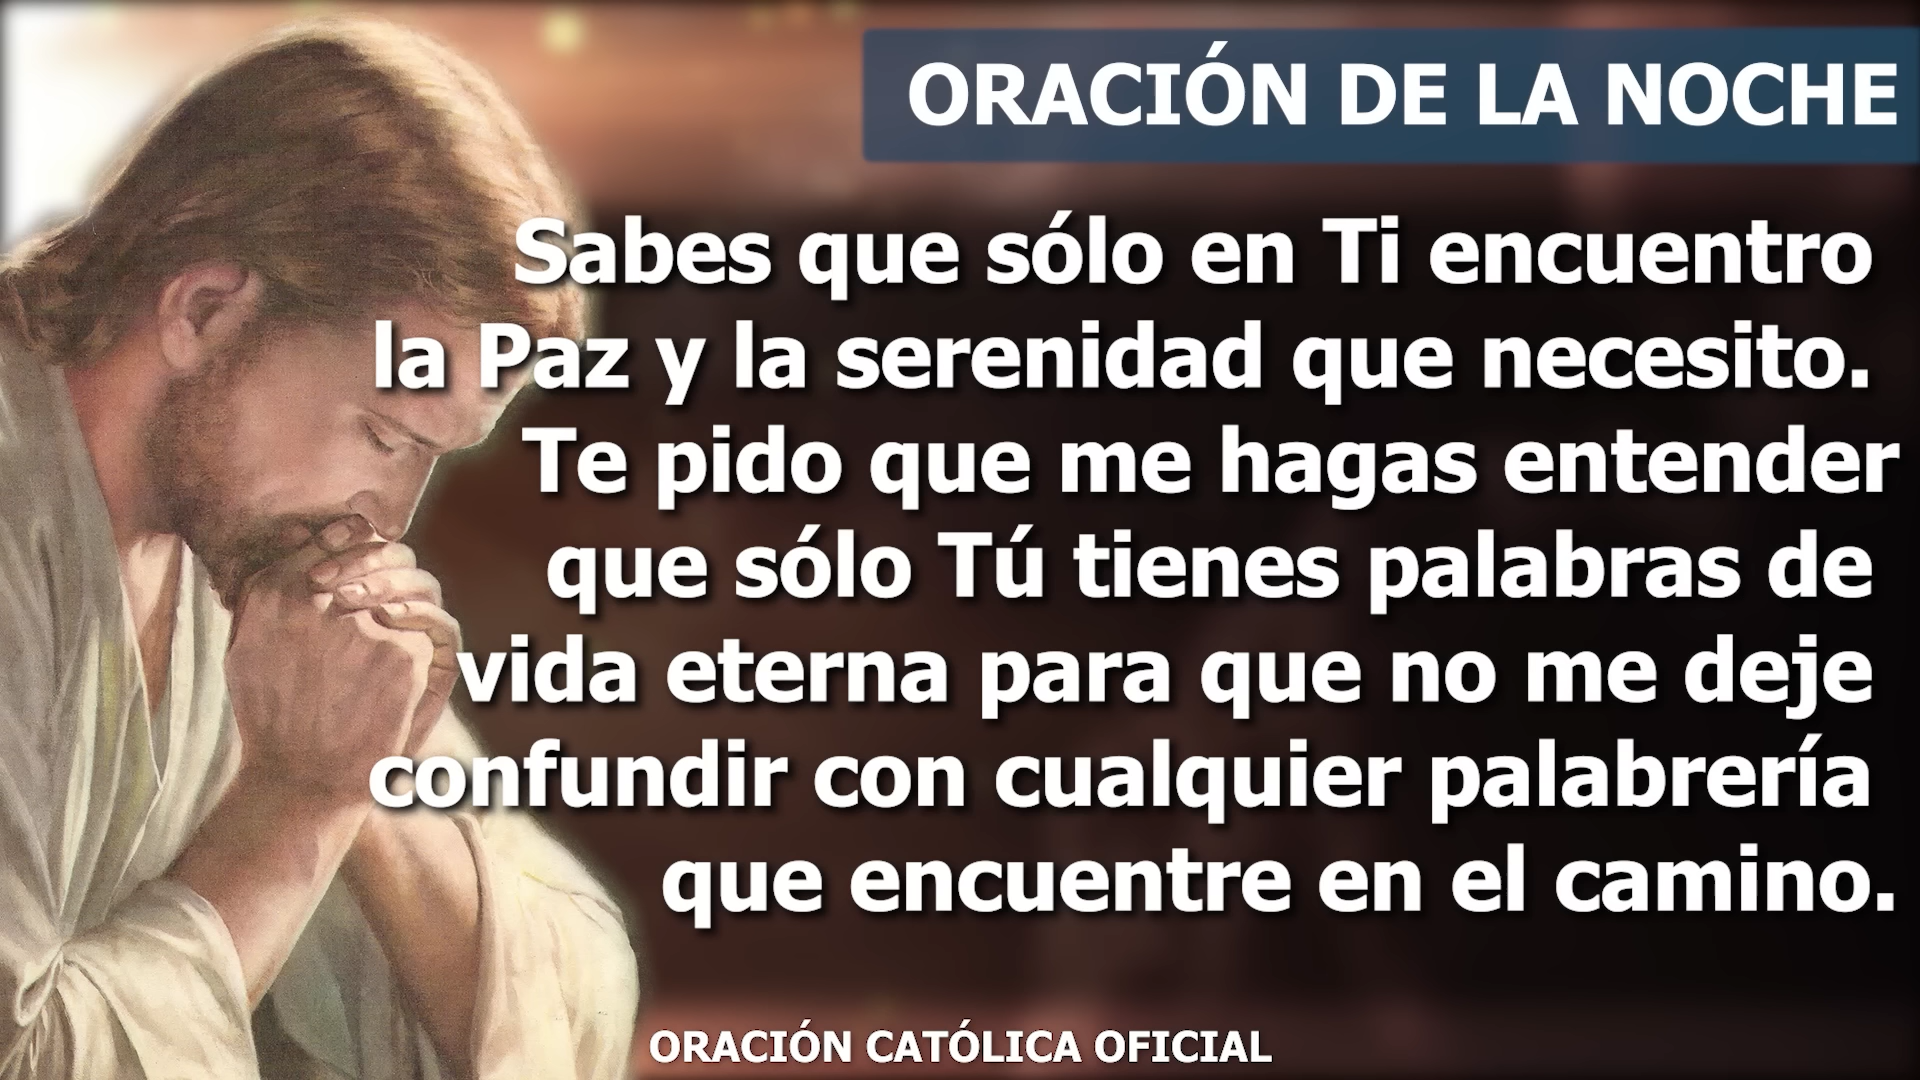 ORACIÓN DE LA NOCHE
Sabes que sólo en Ti encuentro
la Paz y la serenidad que necesito.
Te pido que me hagas entender
que sólo Tú tienes palabras de
vida eterna para que no me deje
confundir con cualquier palabrería
que encuentre en el camino.
ORACIÓN CATÓLICA OFICIAL